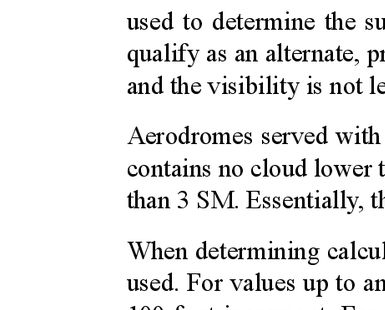 used to determine the su
qualify as an alternate, pr
and the visibility is not le
Aerodromes served with
contains no cloud lower t
than 3 SM. Essentially, th
When determining calcul
used. For values up to an